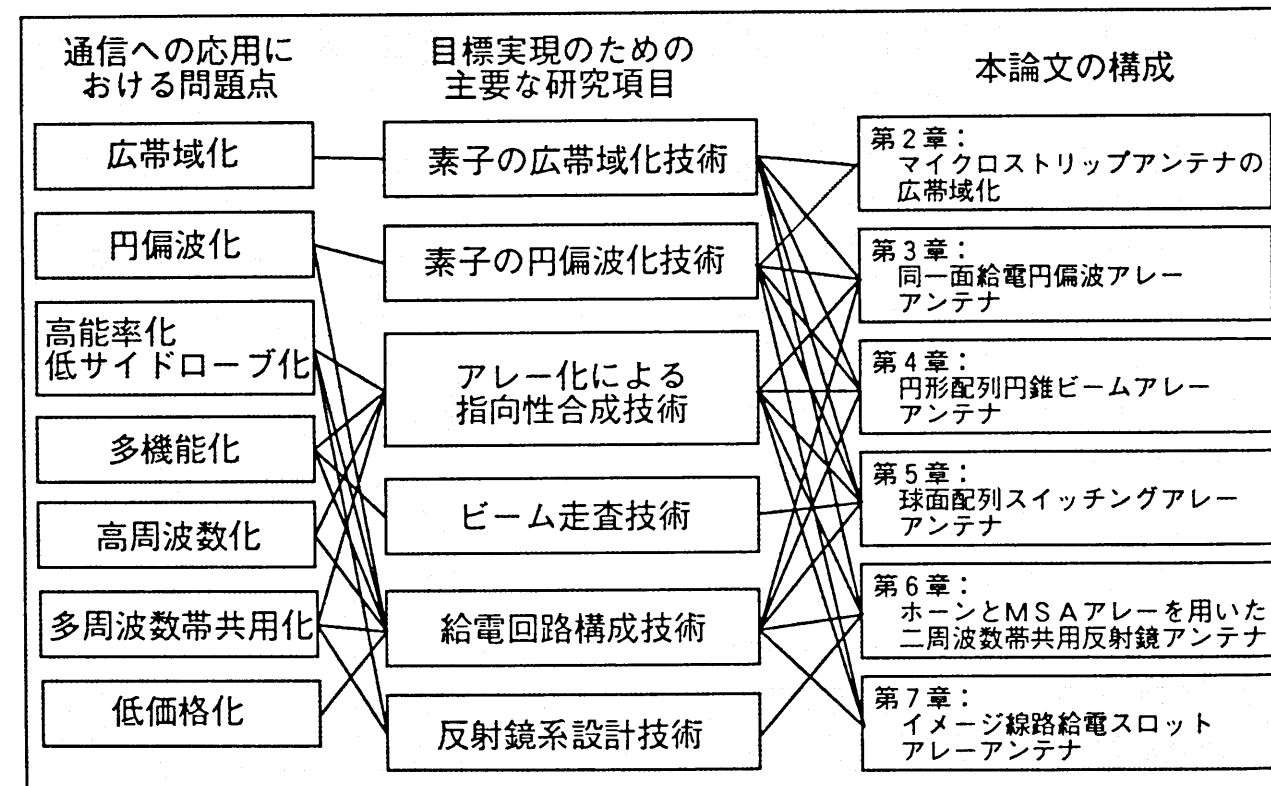 通信への応用に
おける問題点
広帯域化
円偏波化
高能率化
低サイドローブ化
多機能化
高周波数化
多周波数帯共用化
低価格化
目標実現のための
主要な研究項目
素子の広帯域化技術
素子の円偏波化技術
アレー化による
指向性合成技術
ビーム走査技術
給電回路構成技術
反射鏡系設計技術
本論文の構成
第2章：
マイクロストリップアンテナの
広帯域化
第3章：
同一面給電円偏波アレー
アンテナ
第4章：
円形配列円錐ビームアレー
アンテナ
第5章：
球面配列スイッチングアレー
アンテナ
第6章：
ホーンとMSAアレーを用いた
二周波数帯共用反射鏡アンテナ
第7章：
イメージ線路給電スロット
アレーアンテナ